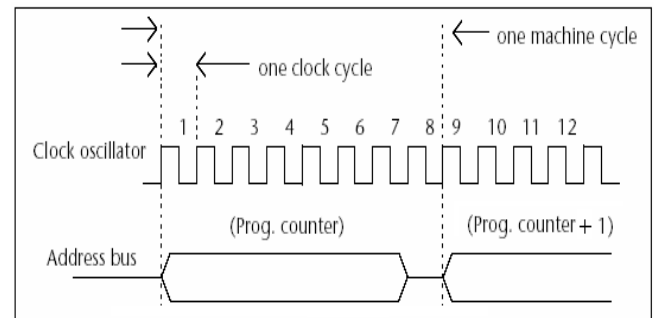 one machine cycle
one clock cycle
1 2 3 4 5 6 7 8 9 10 11 12
Clock oscillator
(Prog. counter) (Prog. counter + 1)
Address bus